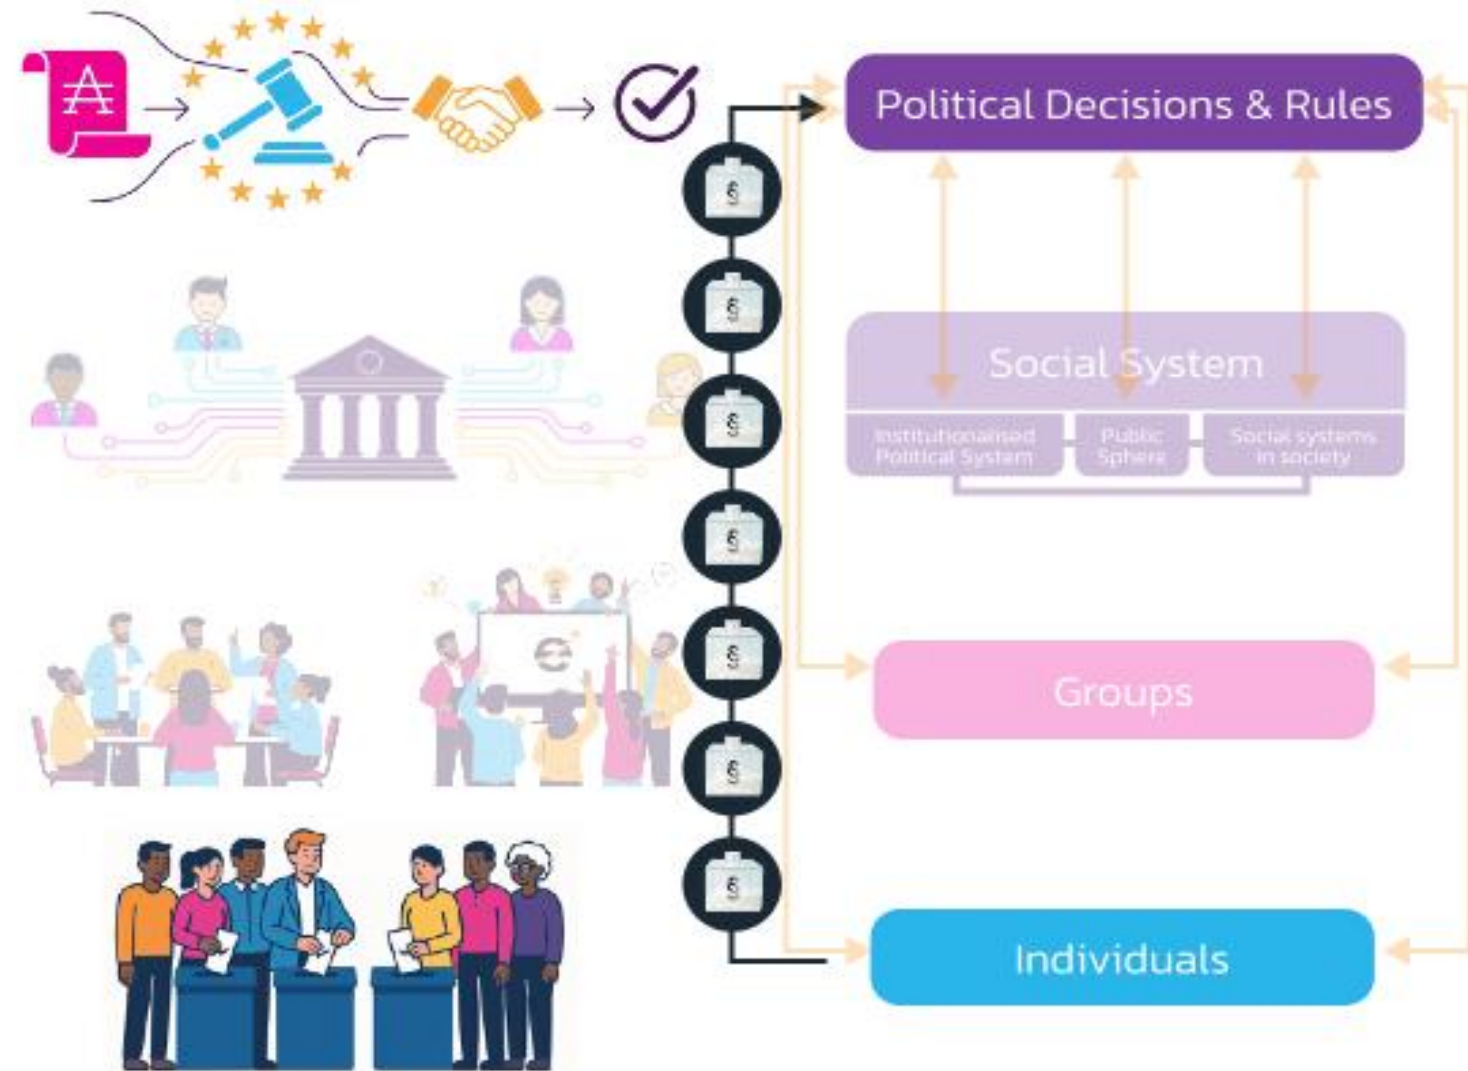 Political Decisions & Rules
Social System
Institutionalised
Political System
Public
Sphere
Social systems
in society
Groups
Individuals